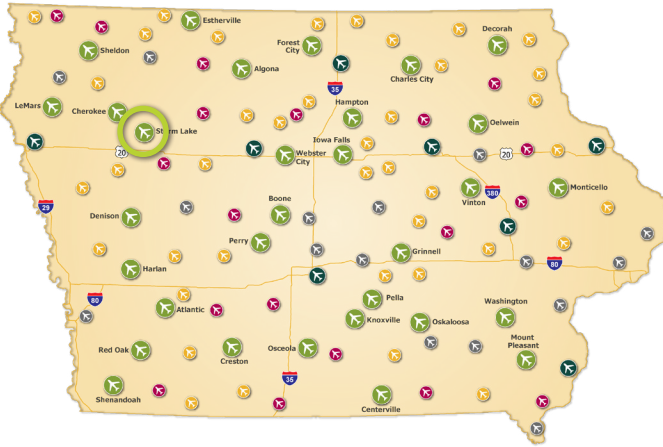 Estherville
Decorah
Forest
City
Sheldon
Algona
Charles City
35
LeMars
Cherokee
Hampton
Storm Lake
Oelwein
Iowa Falls
20
Webster
City
20
Monticello
380
Vinton
29
Boone
Denison
Perry
Grinnell
Harlan
80
80
Pella
Washington
Atlantic
Knoxville
Oskaloosa
Mount
Pleasant
Red Oak
Creston
Osceola
35
Shenandoah
Centerville